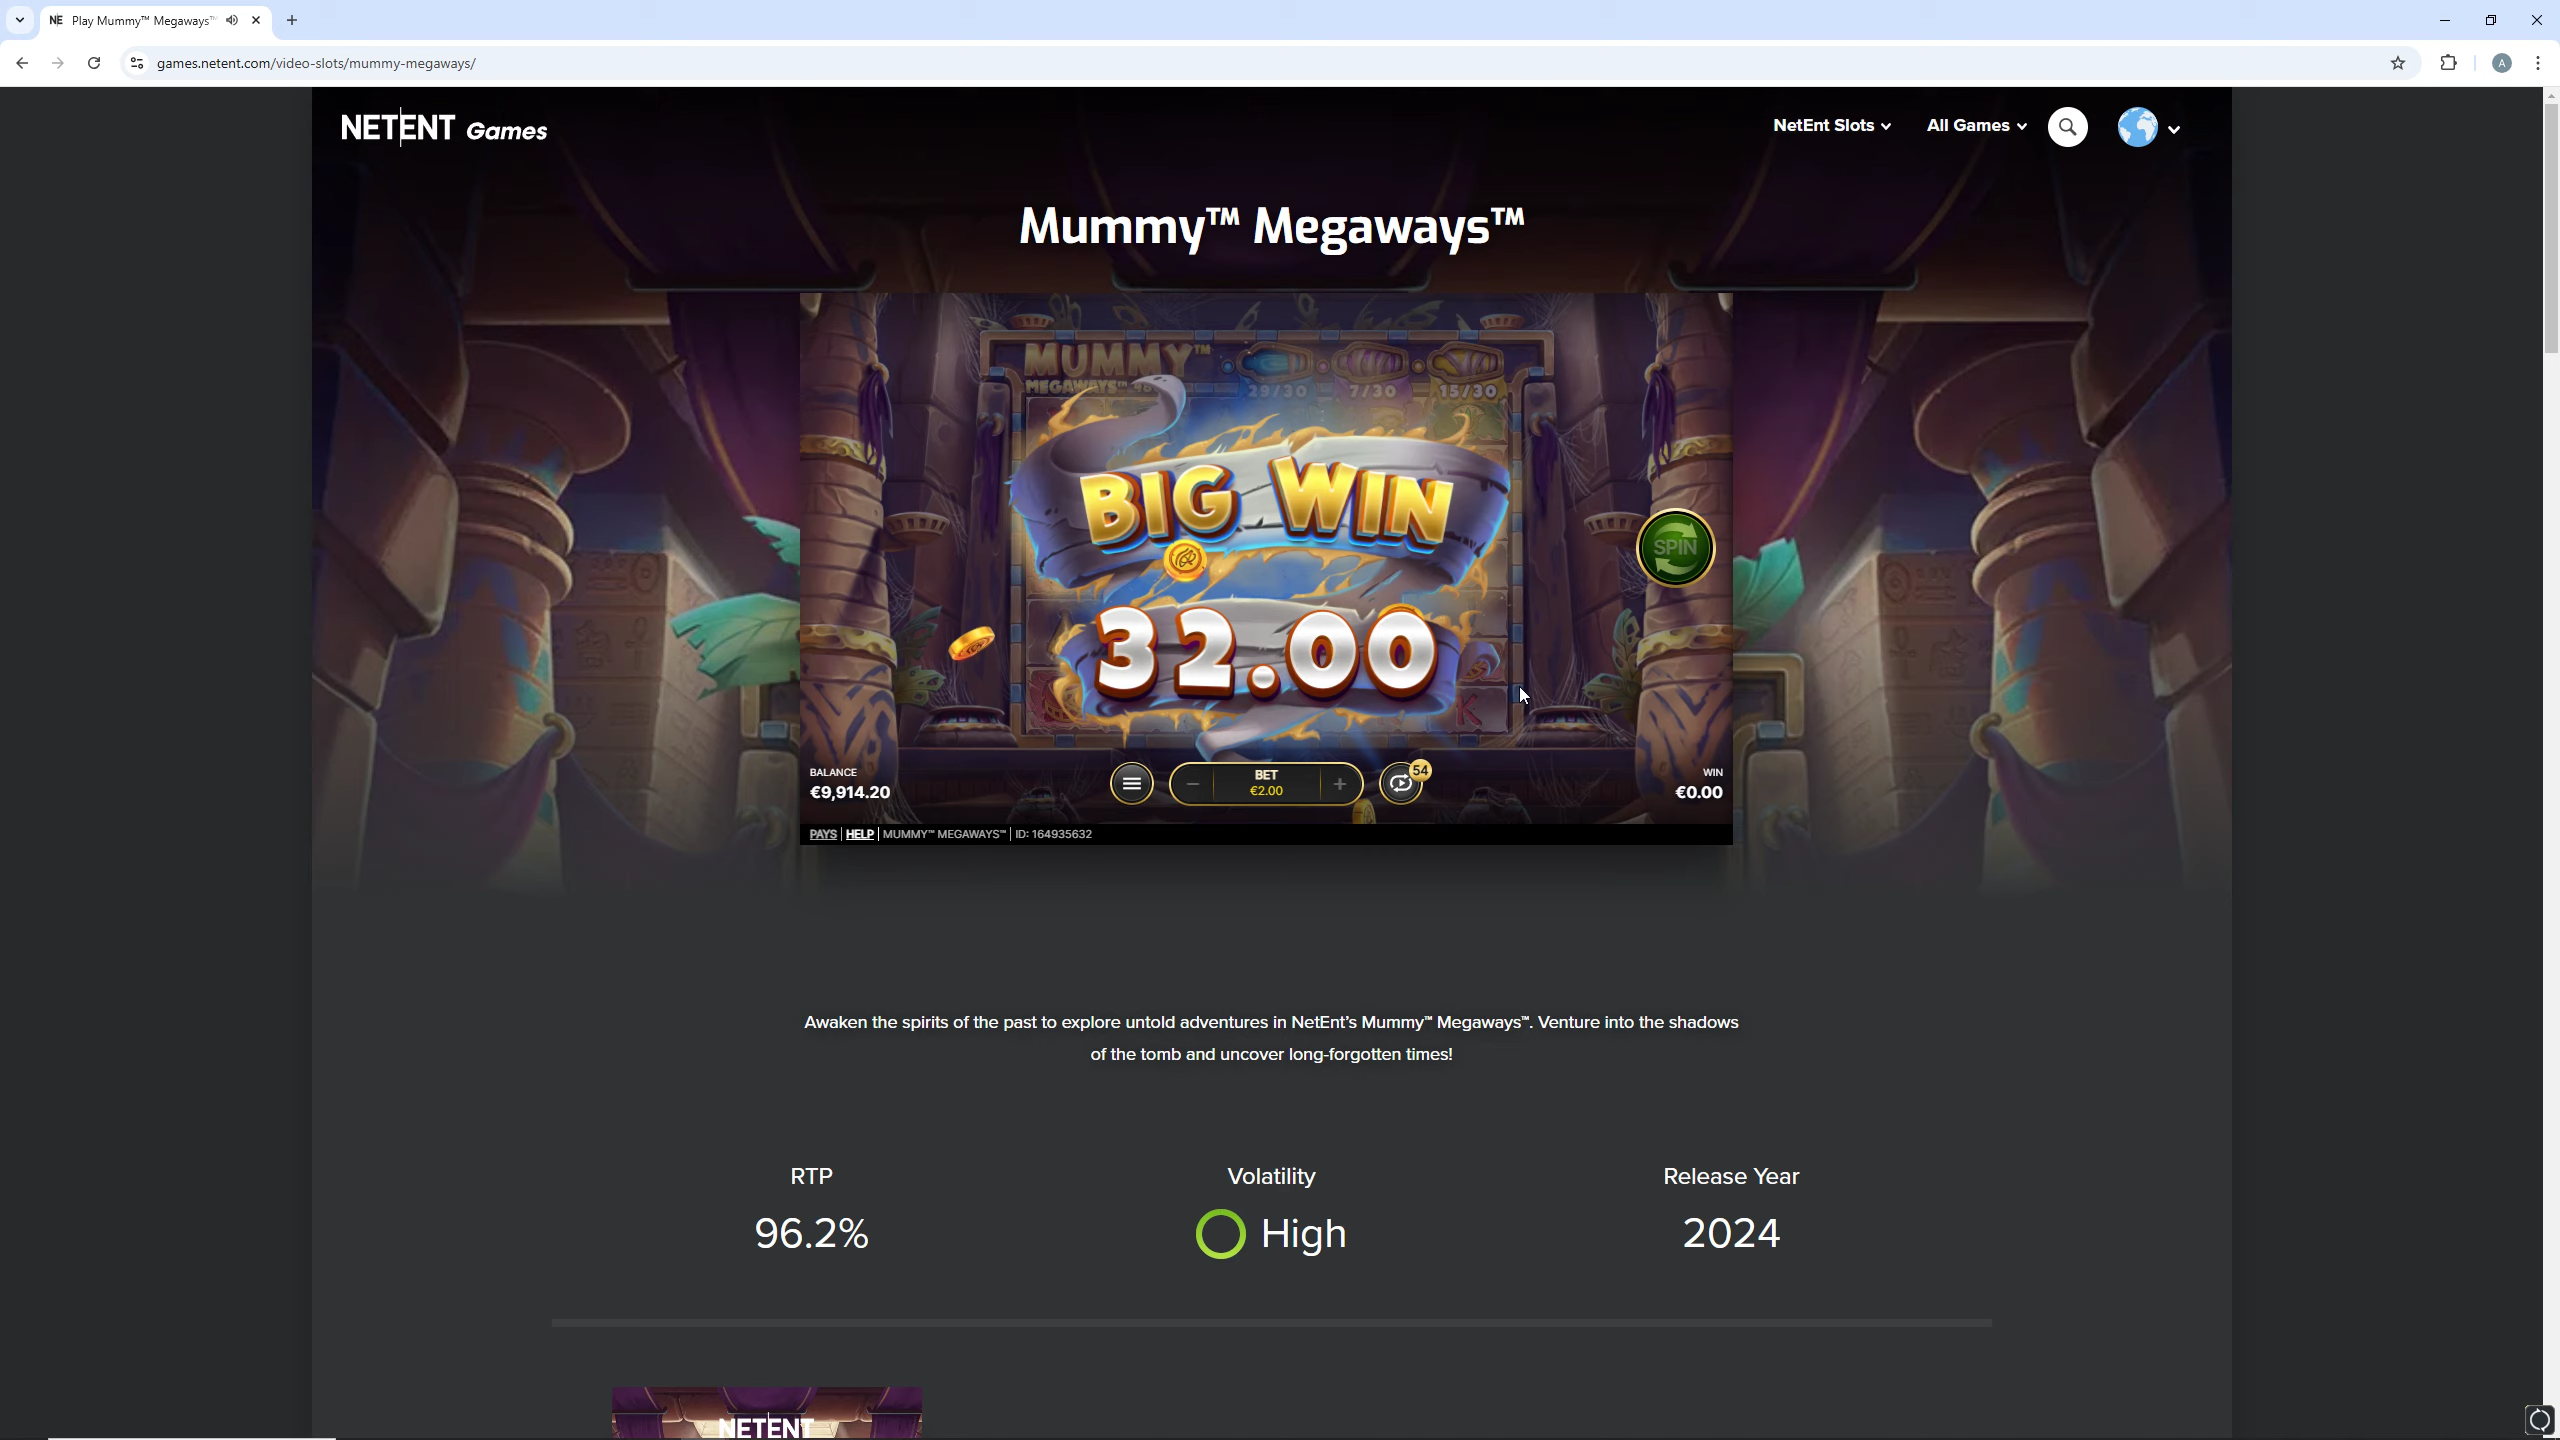 Play Mummy™ Megaways™
games.netent.com/video-slots/mummy-megaways/
A
NETENT Games
NetEnt Slots
All Games
Mummy™ Megaways™
MUMMY™
MEGAWAYS™
29/30
7/30
15/30
BIG WIN
SPIN
32.00
K
BALANCE
€9,914.20
BET
€2.00
54
WIN
€0.00
PAYS
HELP
MUMMY™ MEGAWAYS™
ID: 164935632
Awaken the spirits of the past to explore untold adventures in NetEnt’s Mummy™ Megaways™. Venture into the shadows
of the tomb and uncover long-forgotten times!
RTP
Volatility
Release Year
96.2%
High
2024
NETENT